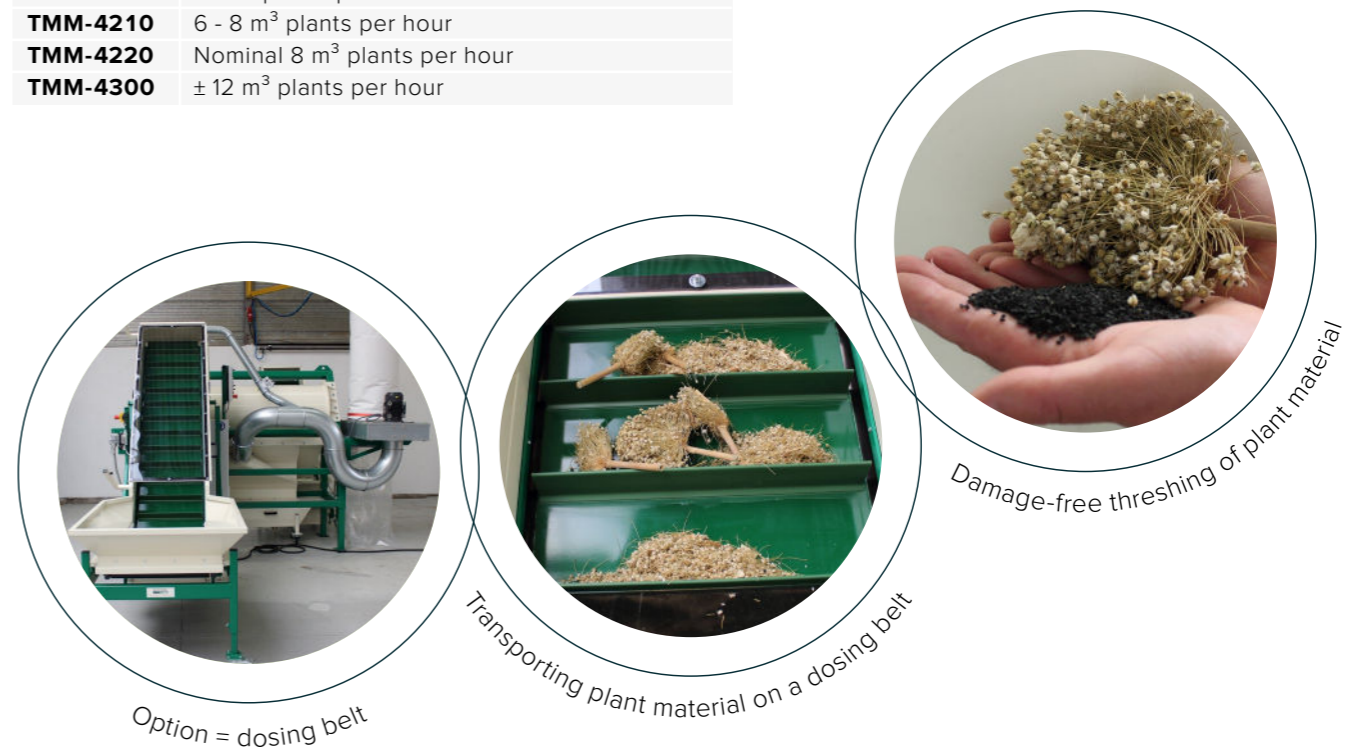 TMM-4210 6 - 8 m³ plants per hour
TMM-4220 Nominal 8 m³ plants per hour
TMM-4300 ± 12 m³ plants per hour
Damage-free threshing of plant material
Transporting plant material on a dosing belt
Option = dosing belt